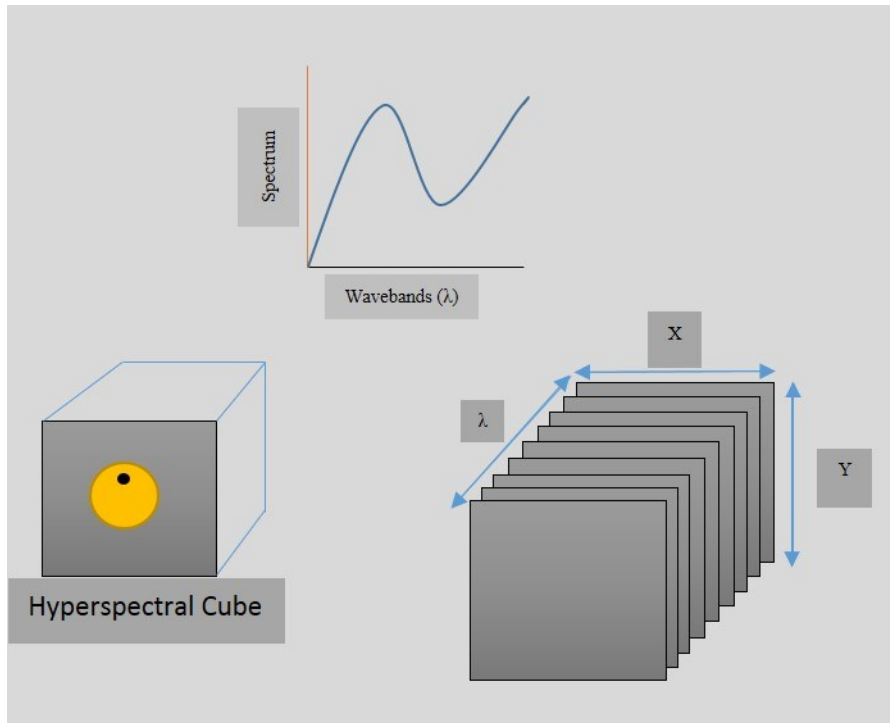 Spectrum
Wavebands (λ)
X
λ
Y
Hyperspectral Cube